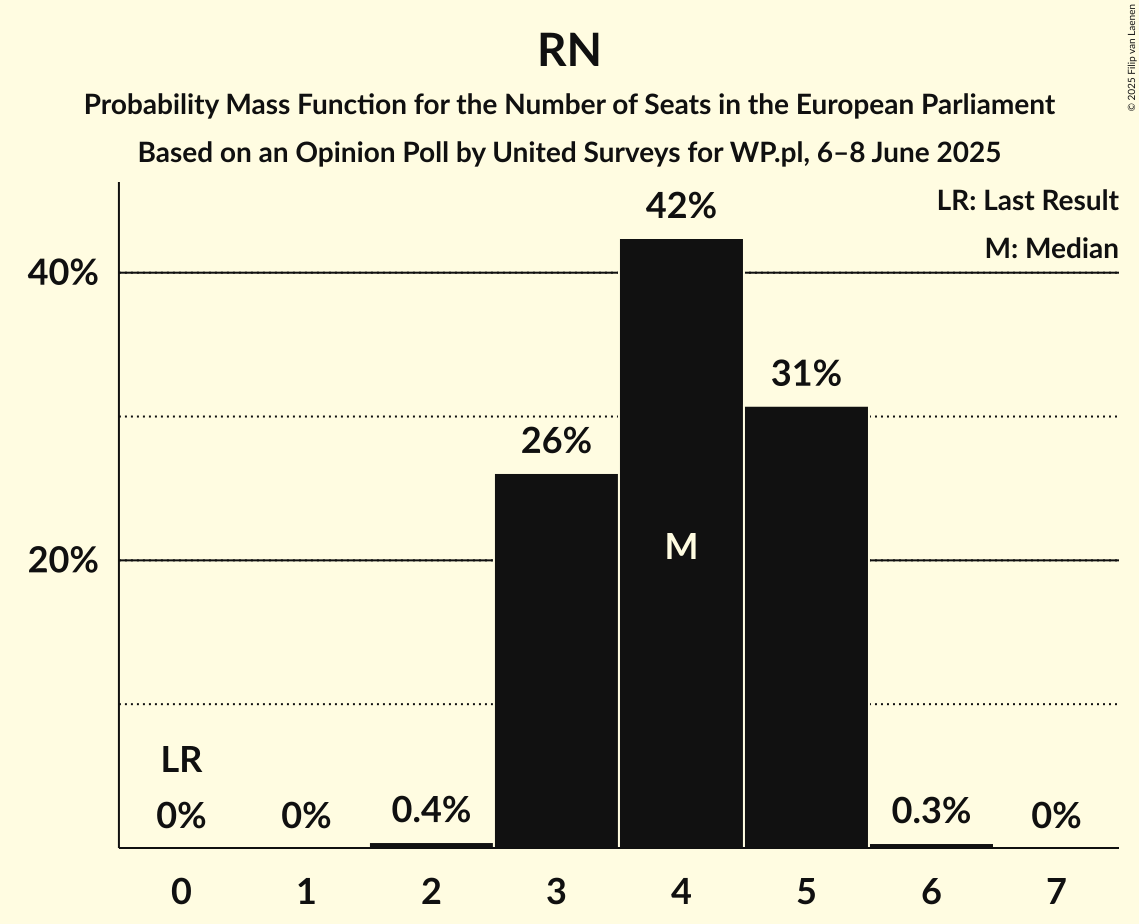 RN
Probability Mass Function for the Number of Seats in the European Parliament
Based on an Opinion Poll by United Surveys for WP.pl, 6–8 June 2025
© 2025 Filip van Laenen
LR: Last Result
M: Median
42%
40%
31%
26%
M
20%
LR
0%
0%
0.4%
0.3%
0%
0
1
2
3
4
5
6
7